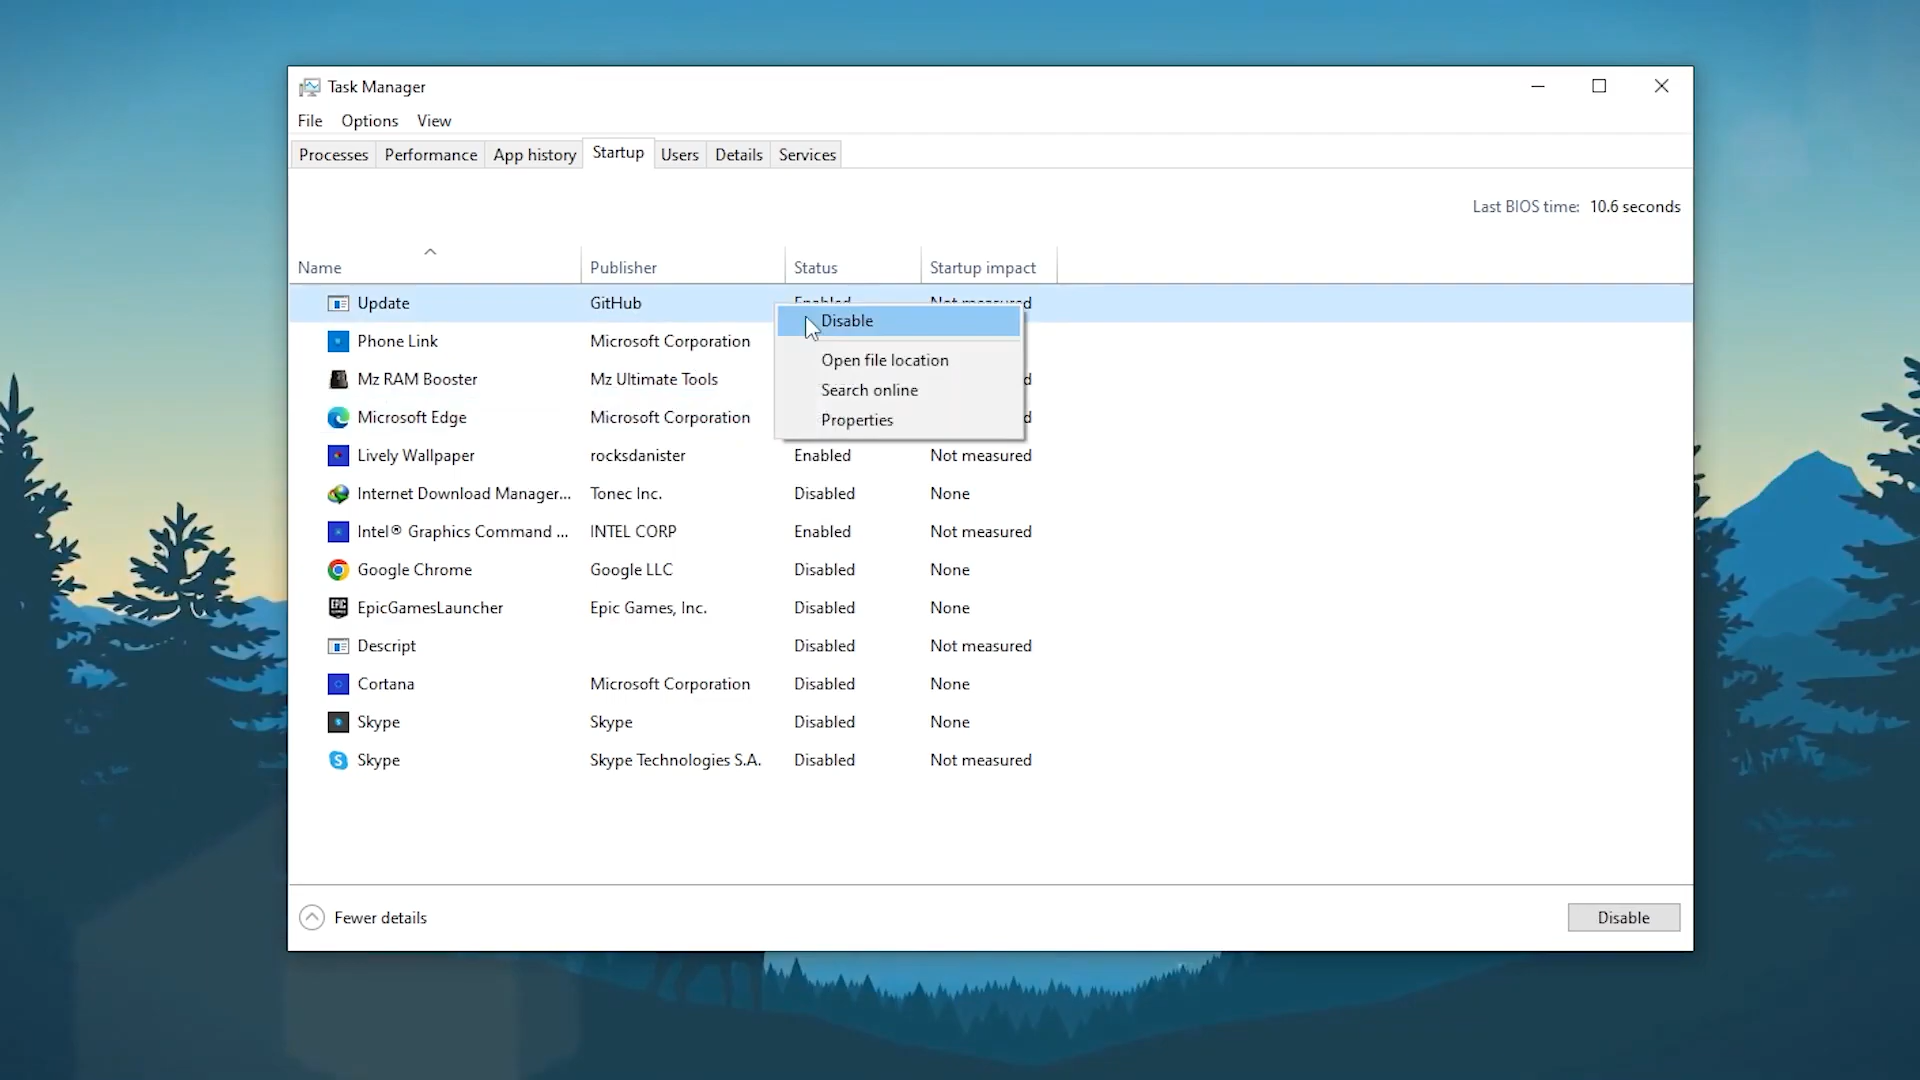 Task Manager
File Options View
Processes Performance App history Startup Users Details Services
Last BIOS time: 10.6 seconds
Name Publisher Status Startup impact
Update GitHub Enabled Not measured
Disable
Phone Link Microsoft Corporation
Open file location
Mz RAM Booster Mz Ultimate Tools d
Search online
Microsoft Edge Microsoft Corporation d
Properties
Lively Wallpaper rocksdanister Enabled Not measured
Internet Download Manager... Tonec Inc. Disabled None
Intel® Graphics Command ... INTEL CORP Enabled Not measured
Google Chrome Google LLC Disabled None
EpicGamesLauncher Epic Games, Inc. Disabled None
Descript Disabled Not measured
Cortana Microsoft Corporation Disabled None
Skype Skype Disabled None
Skype Skype Technologies S.A. Disabled Not measured
Fewer details Disable